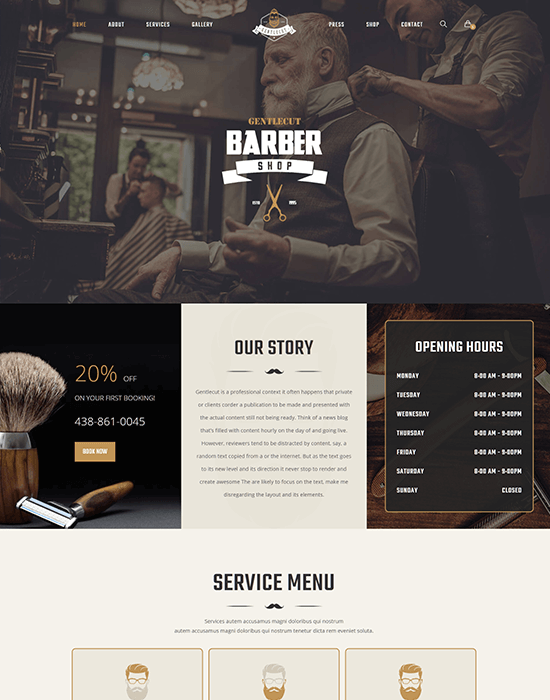 HOME ABOUT SERVICES GALLERY PRESS SHOP CONTACT
GENTLECUT
BARBER
SHOP
20% OFF
ON YOUR FIRST BOOKING!
438-861-0045
BOOK NOW
OUR STORY
Gentlecut is a professional context it often happens that private
or clients corder a publication to be made and presented with
the actual content still not being ready. Think of a news blog
that's filled with content hourly on the day of and going live.
However, reviewers tend to be distracted by content, say, a
random text copied from a or the internet. But as the text goes
to its new level and its direction it never stop to render and
create awesome The are likely to focus on the text, make me
disregarding the layout and its elements.
OPENING HOURS
MONDAY 8-00 AM - 9-00PM
TUESDAY 8-00 AM - 9-00PM
WEDNESDAY 8-00 AM - 9-00PM
THURSDAY 8-00 AM - 9-00PM
FRIDAY 8-00 AM - 9-00PM
SATURDAY 8-00 AM - 9-00PM
SUNDAY CLOSED
SERVICE MENU
Services autem accusamus magni doloribus qui nostrum
autem accusamus magni doloribus qui nostrum tenetur dicta rem eveniet soluta.